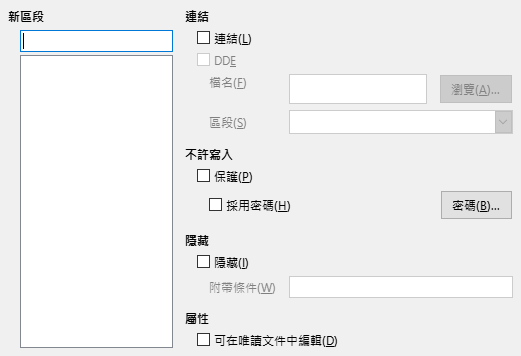 新區段
連結
連結(L)
DDE
檔名(F)
瀏覽(A)...
區段(S)
不許寫入
保護(P)
採用密碼(H)
密碼(B)...
隱藏
隱藏(I)
附帶條件(W)
屬性
可在唯讀文件中編輯(D)